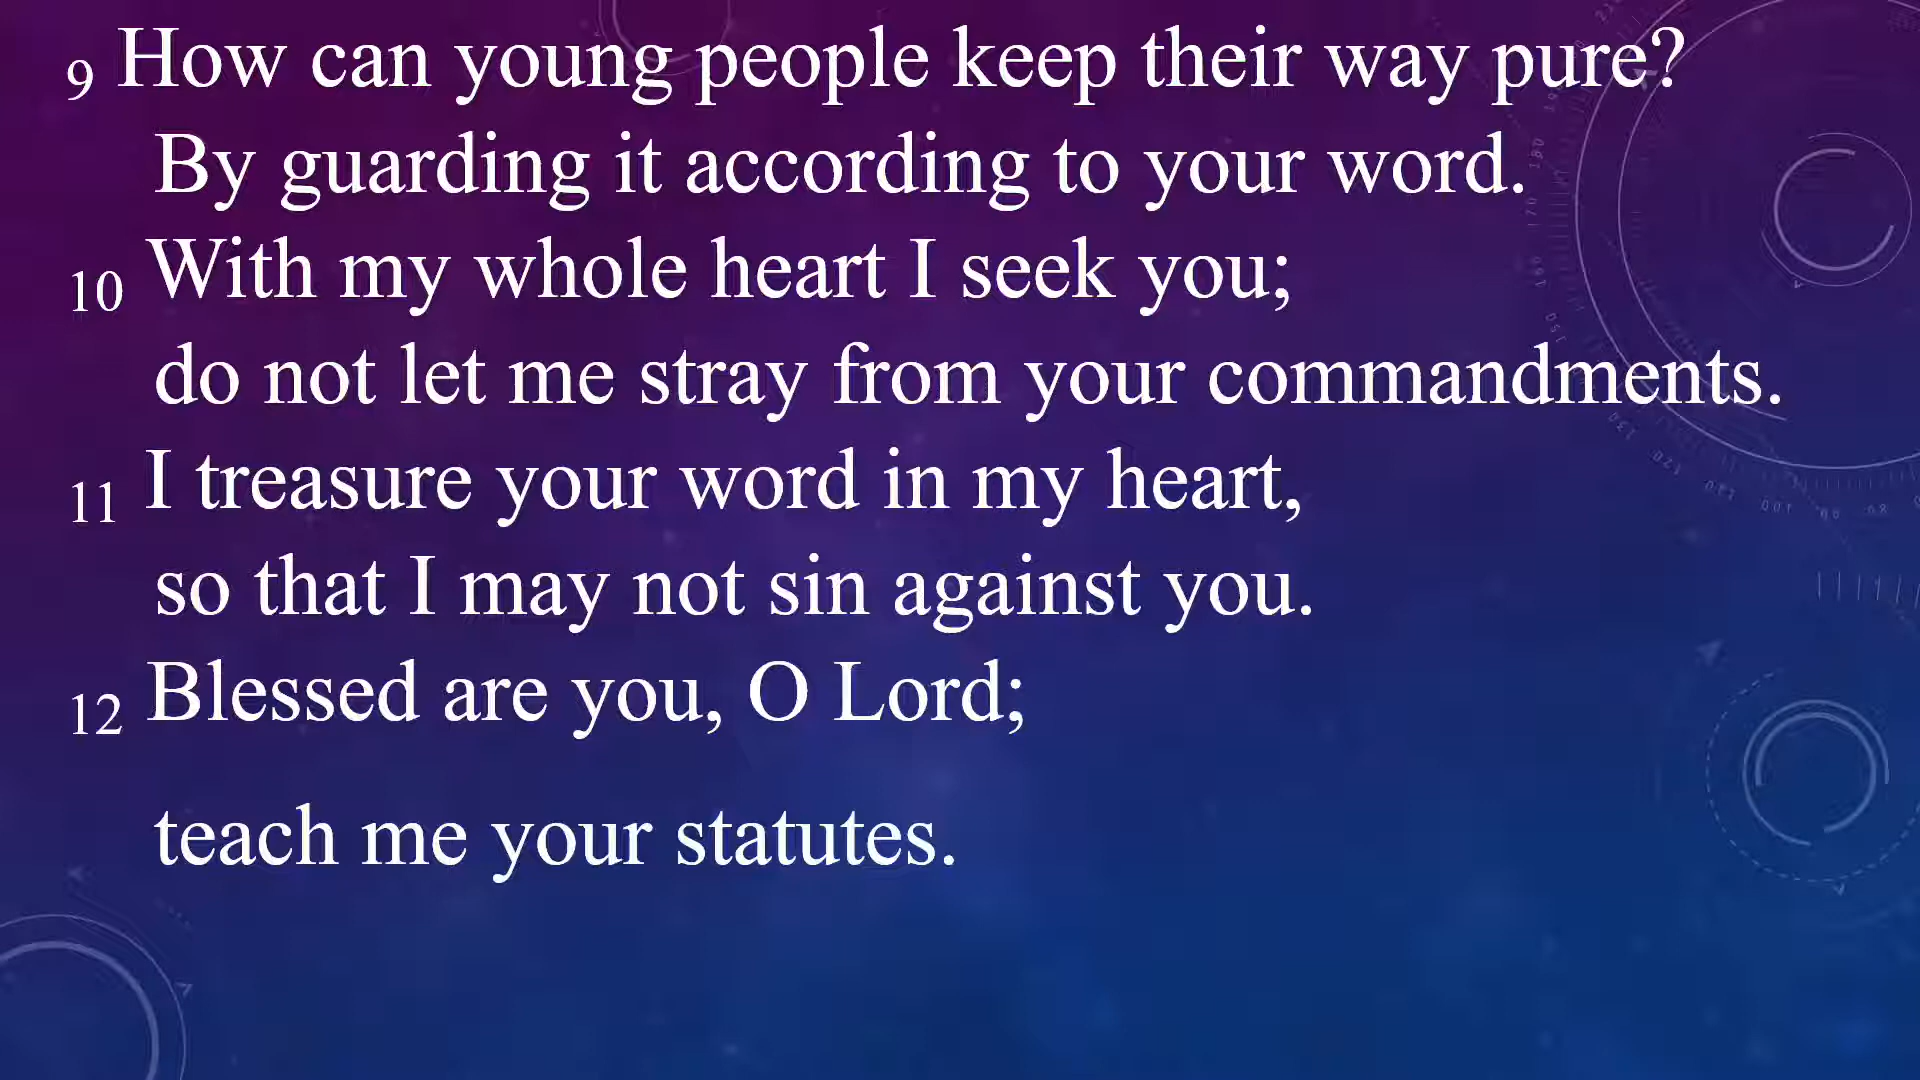 9 How can young people keep their way pure?
By guarding it according to your word.
10 With my whole heart I seek you;
do not let me stray from your commandments.
11 I treasure your word in my heart,
so that I may not sin against you.
12 Blessed are you, O Lord;
teach me your statutes.